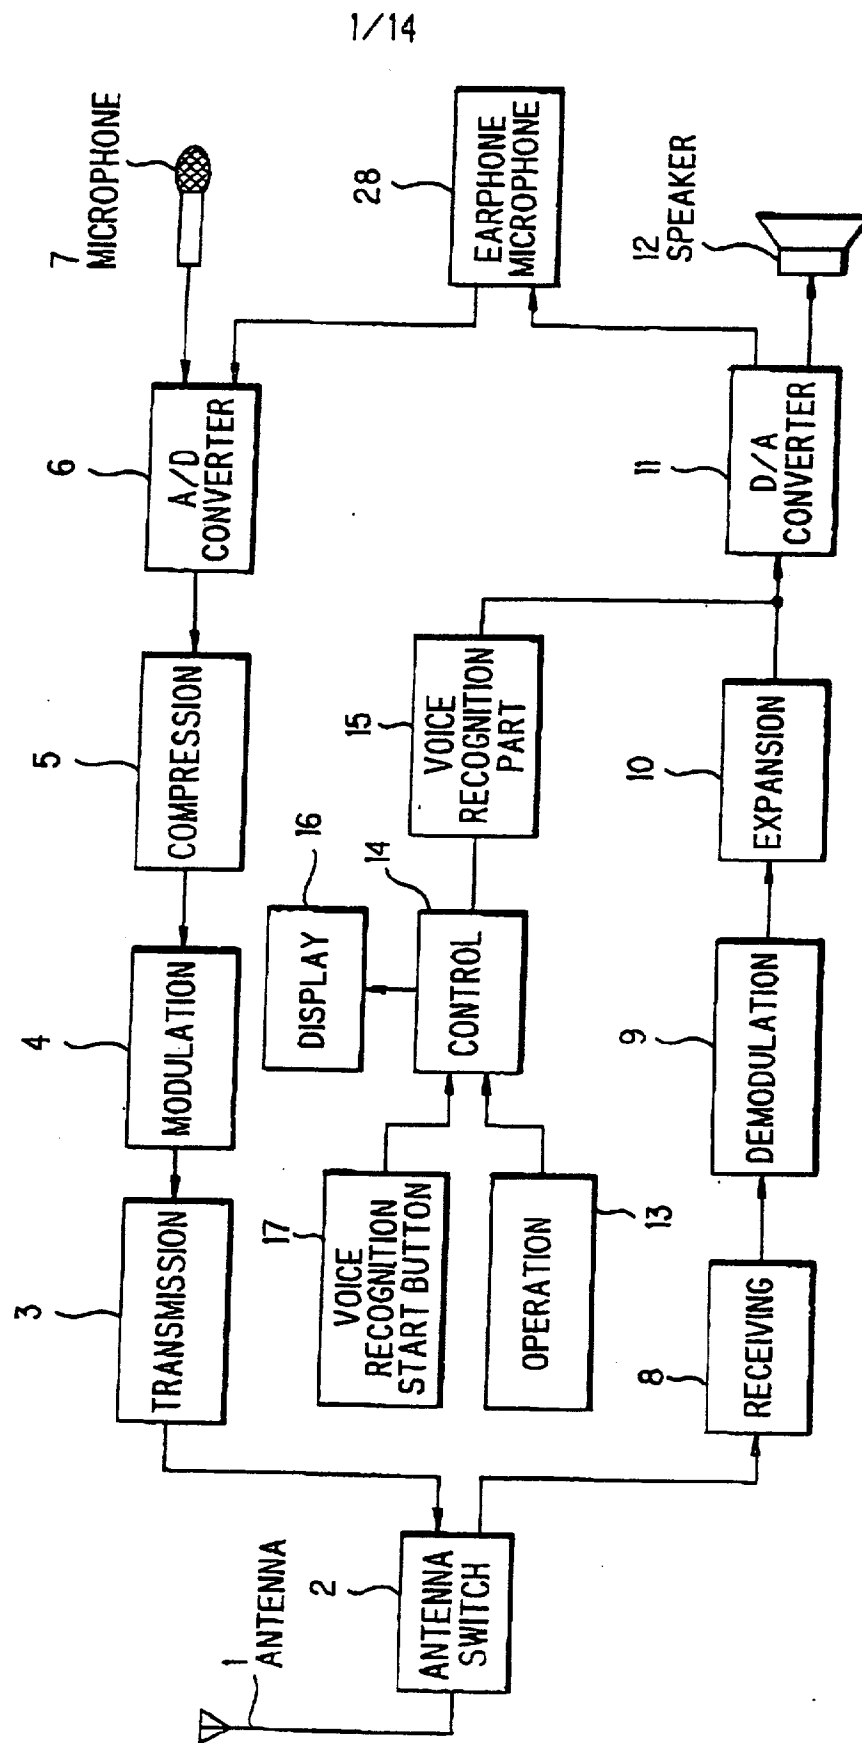 1/14
7
MICROPHONE
28
EARPHONE
MICROPHONE
12
SPEAKER
6
A/D
CONVERTER
11
D/A
CONVERTER
5
COMPRESSION
15
VOICE
RECOGNITION
PART
10
EXPANSION
16
DISPLAY
14
CONTROL
4
MODULATION
9
DEMODULATION
3
TRANSMISSION
17
VOICE
RECOGNITION
START BUTTON
13
OPERATION
8
RECEIVING
2
ANTENNA
SWITCH
1
ANTENNA